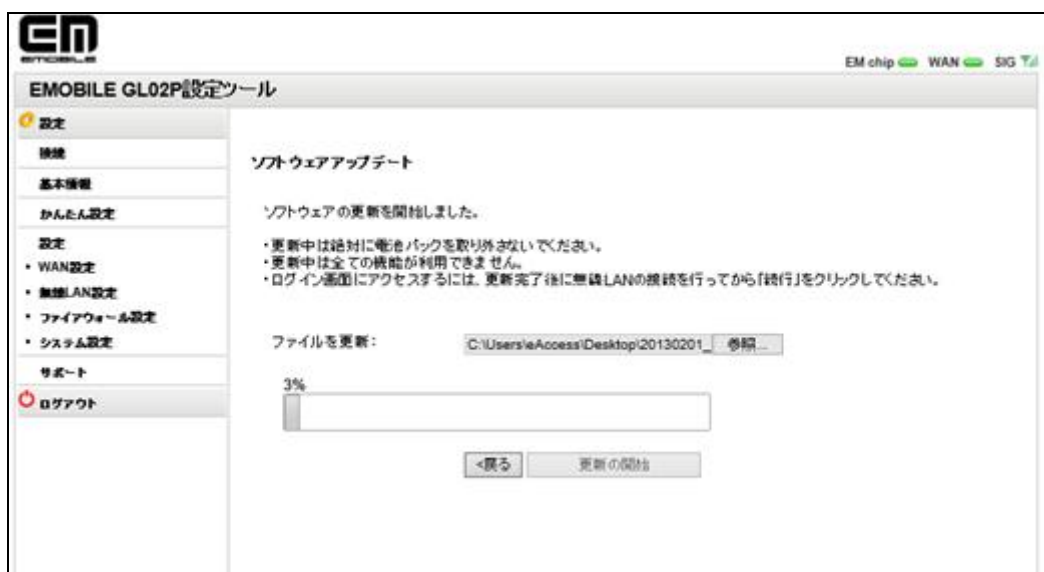 EM
EMOBILE
EM chip WAN SIG
EMOBILE GL02P設定ツール
設定
接続
基本情報
かんたん設定
設定
・WAN設定
・無線LAN設定
・ファイアウォール設定
・システム設定
サポート
ログアウト
ソフトウェアアップデート
ソフトウェアの更新を開始しました。
・更新中は絶対に電池パックを取り外さないでください。
・更新中は全ての機能が利用できません。
・ログイン画面にアクセスするには、更新完了後に無線LANの接続を行ってから「続行」をクリックしてください。
ファイルを更新： C:\Users\eAccess\Desktop\20130201_ 参照...
3%
<戻る 更新の開始